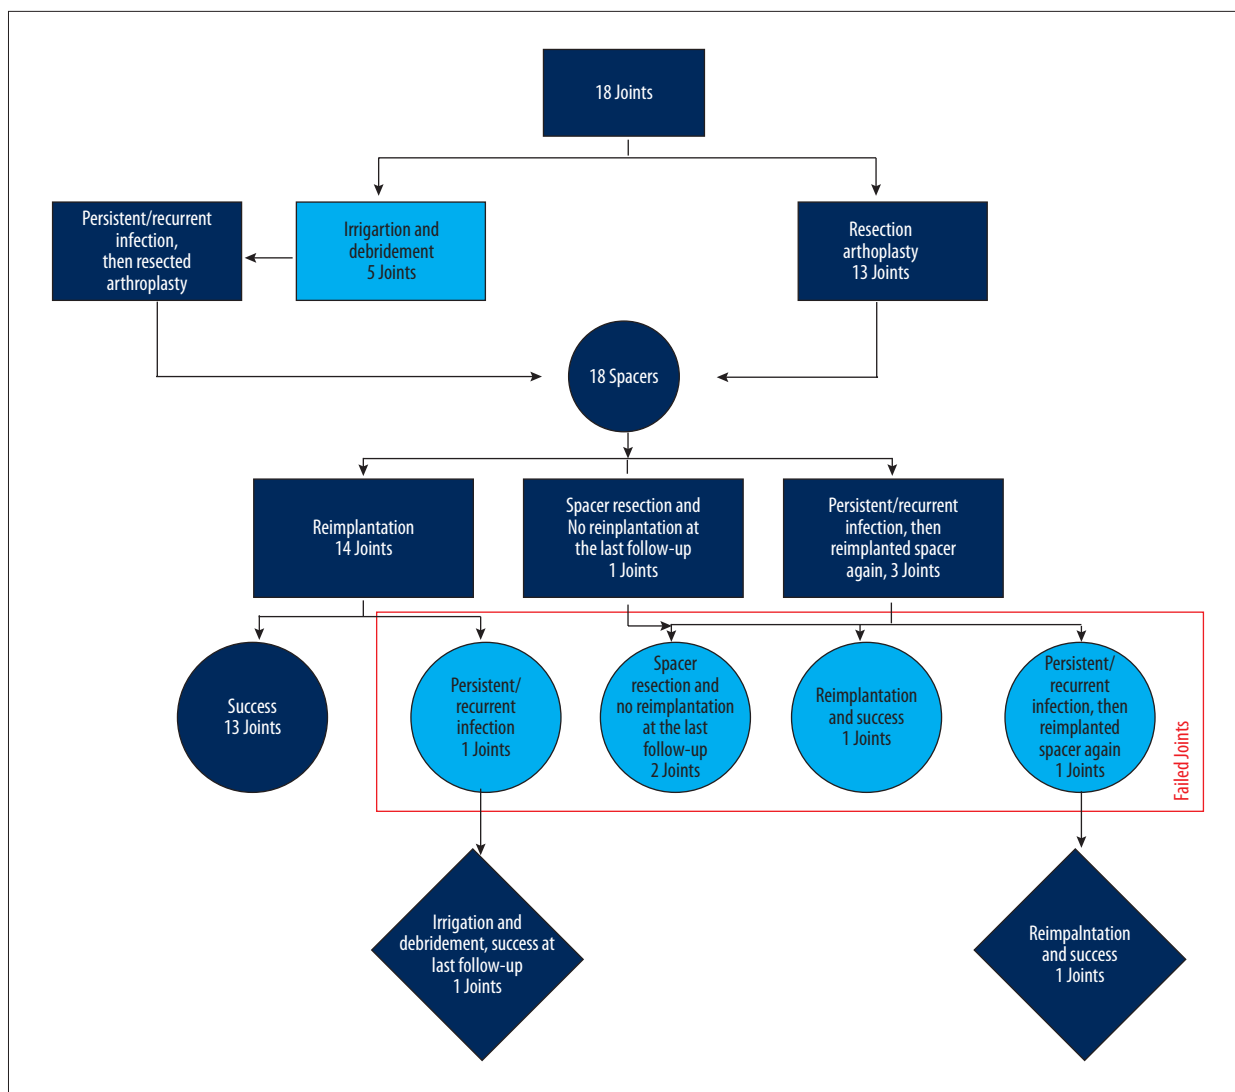 18 Joints
Persistent/recurrent
infection,
then resected
arthroplasty
Irrigartion and
debridement
5 Joints
Resection
arthoplasty
13 Joints
18 Spacers
Reimplantation
14 Joints
Spacer resection and
No reinplantation at
the last follow-up
1 Joints
Persistent/recurrent
infection, then
reimplanted spacer
again, 3 Joints
Success
13 Joints
Persistent/
recurrent
infection
1 Joints
Spacer
resection and
no reimplantation
at the last
follow-up
2 Joints
Reimplantation
and success
1 Joints
Persistent/
recurrent
infection, then
reimplanted
spacer again
1 Joints
Failed Joints
Irrigation and
debridement, success at
last follow-up
1 Joints
Reimpalntation
and success
1 Joints